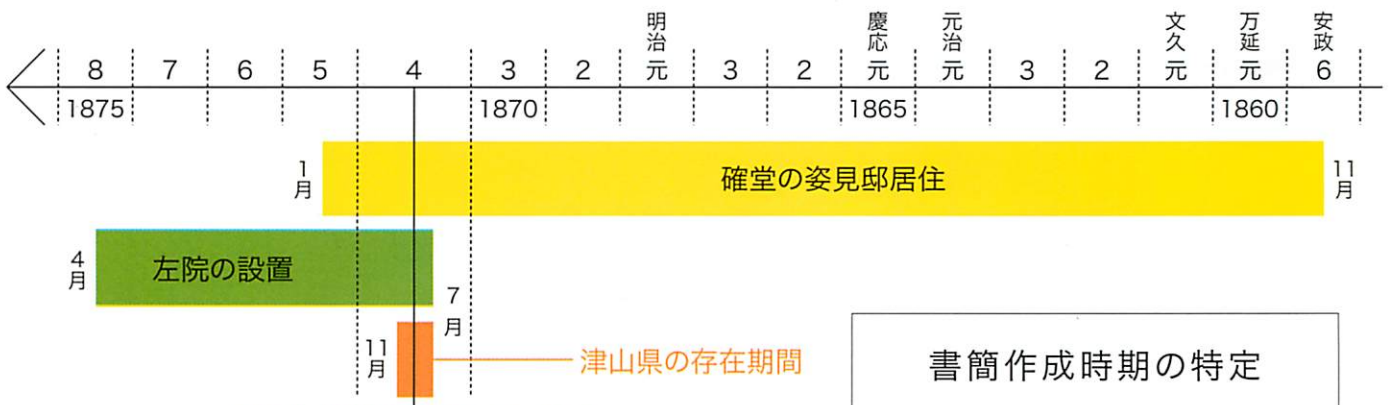 8 7 6 5 4 3 2 明治元 3 2 慶応元 元治元 3 2 文久元 万延元 安政6
1875 1870 1865 1860
1月 確堂の姿見邸居住 11月
4月 左院の設置 7月
11月 津山県の存在期間
書簡作成時期の特定